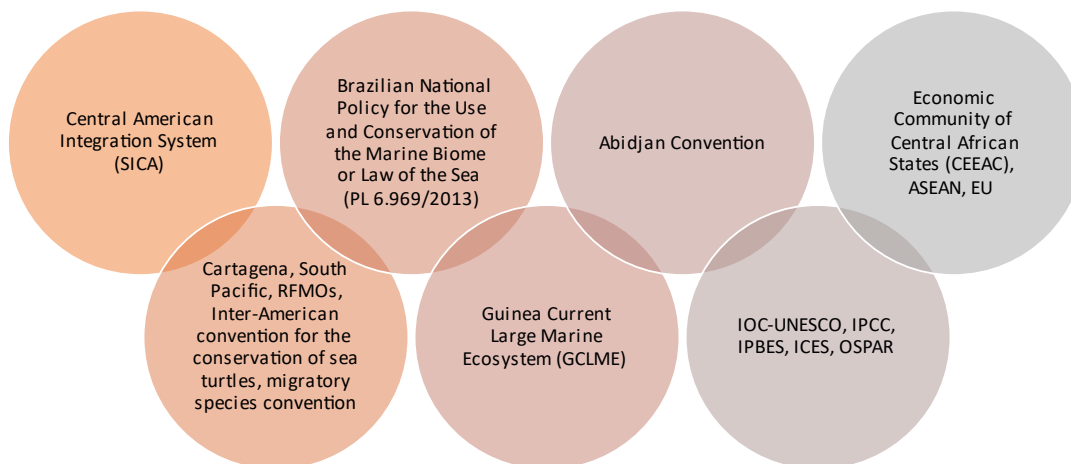 Central American
Integration System
(SICA)
Brazilian National
Policy for the Use
and Conservation of
the Marine Biome
or Law of the Sea
(PL 6.969/2013)
Abidjan Convention
Economic
Community of
Central African
States (CEEAC),
ASEAN, EU
Cartagena, South
Pacific, RFMOs,
Inter-American
convention for the
conservation of sea
turtles, migratory
species convention
Guinea Current
Large Marine
Ecosystem (GCLME)
IOC-UNESCO, IPCC,
IPBES, ICES, OSPAR